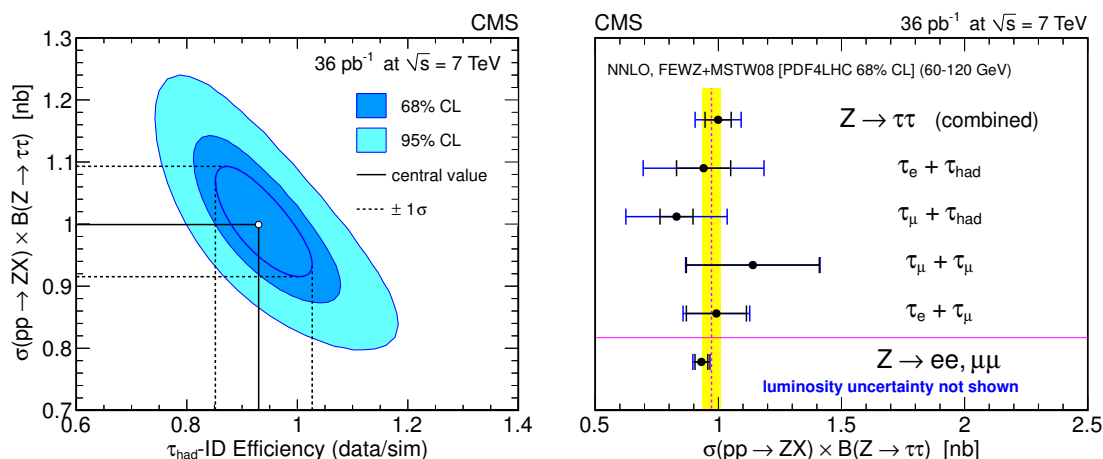 CMS
36 pb⁻¹ at √s = 7 TeV
68% CL
95% CL
central value
± 1σ
σ(pp → ZX) × B(Z → ττ) [nb]
1.3
1.2
1.1
1
0.9
0.8
0.7
0.6 0.8 1 1.2 1.4
τhad-ID Efficiency (data/sim)
CMS 36 pb⁻¹ at √s = 7 TeV
NNLO, FEWZ+MSTW08 [PDF4LHC 68% CL] (60-120 GeV)
Z → ττ (combined)
τe + τhad
τμ + τhad
τμ + τμ
τe + τμ
Z → ee, μμ
luminosity uncertainty not shown
0.5 1 1.5 2 2.5
σ(pp → ZX) × B(Z → ττ) [nb]